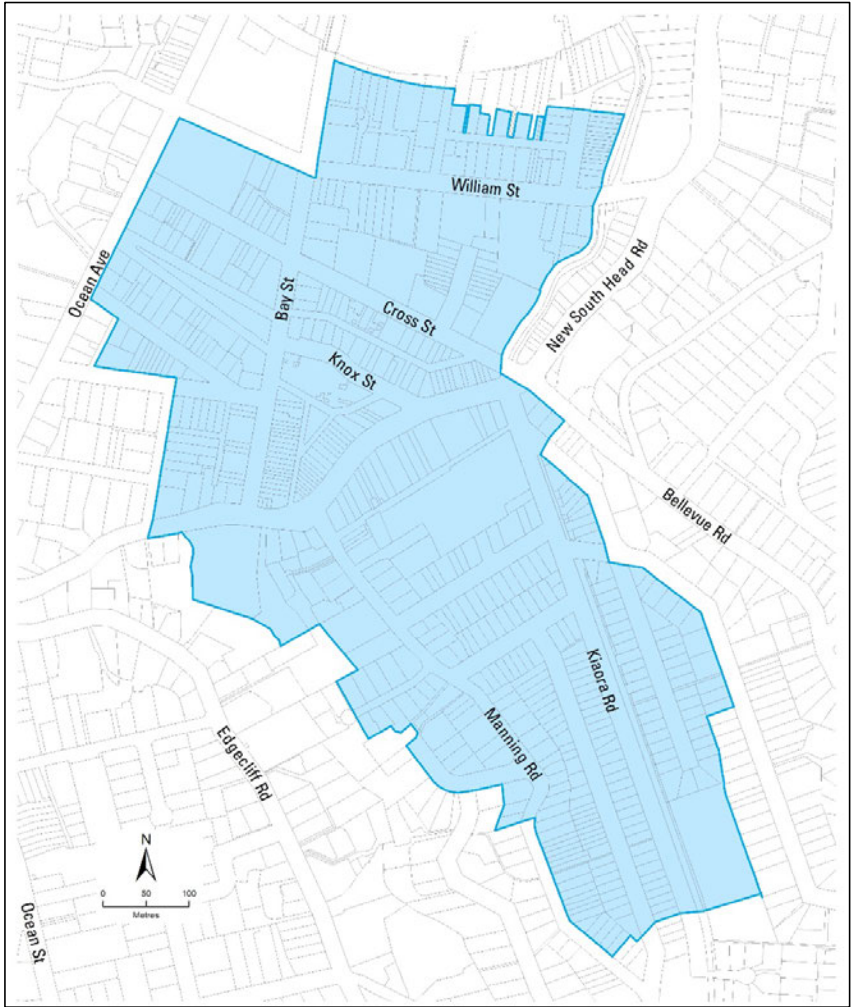 William St
Ocean Ave
Bay St
New South Head Rd
Cross St
Knox St
Bellevue Rd
Kiaora Rd
Manning Rd
Edgecliff Rd
N
0 50 100
Metres
Ocean St